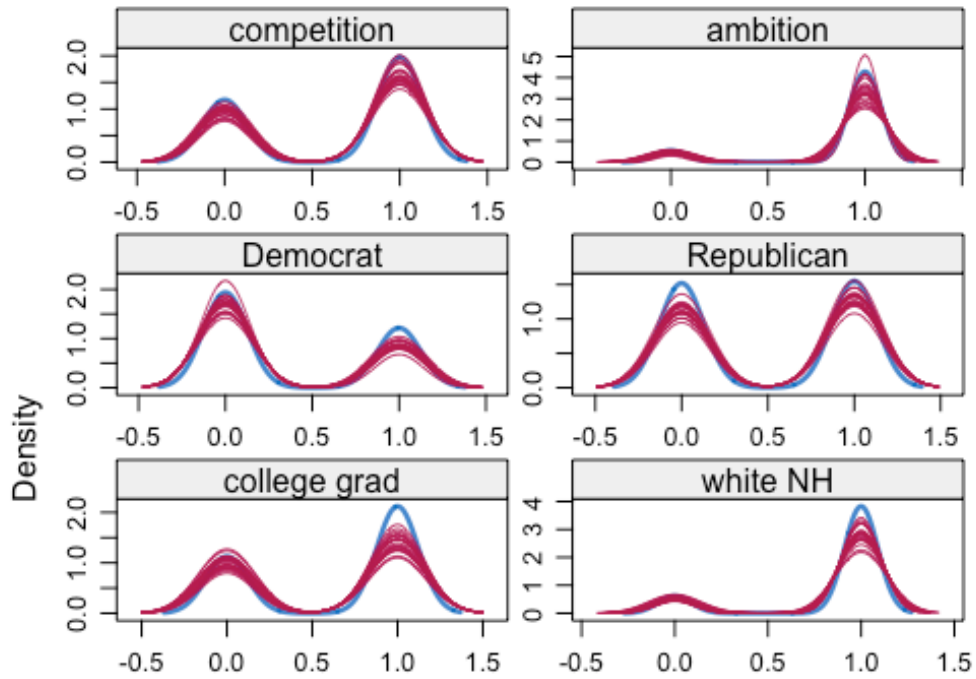 competition
ambition
0.0 1.0 2.0
0 1 2 3 4 5
-0.5 0.0 0.5 1.0 1.5
0.0 1.0
Democrat
Republican
0.0 1.0 2.0
0.0 1.0
-0.5 0.0 0.5 1.0 1.5
-0.5 0.0 0.5 1.0 1.5
Density
college grad
white NH
0.0 1.0 2.0
0 1 2 3 4
-0.5 0.0 0.5 1.0 1.5
-0.5 0.0 0.5 1.0 1.5